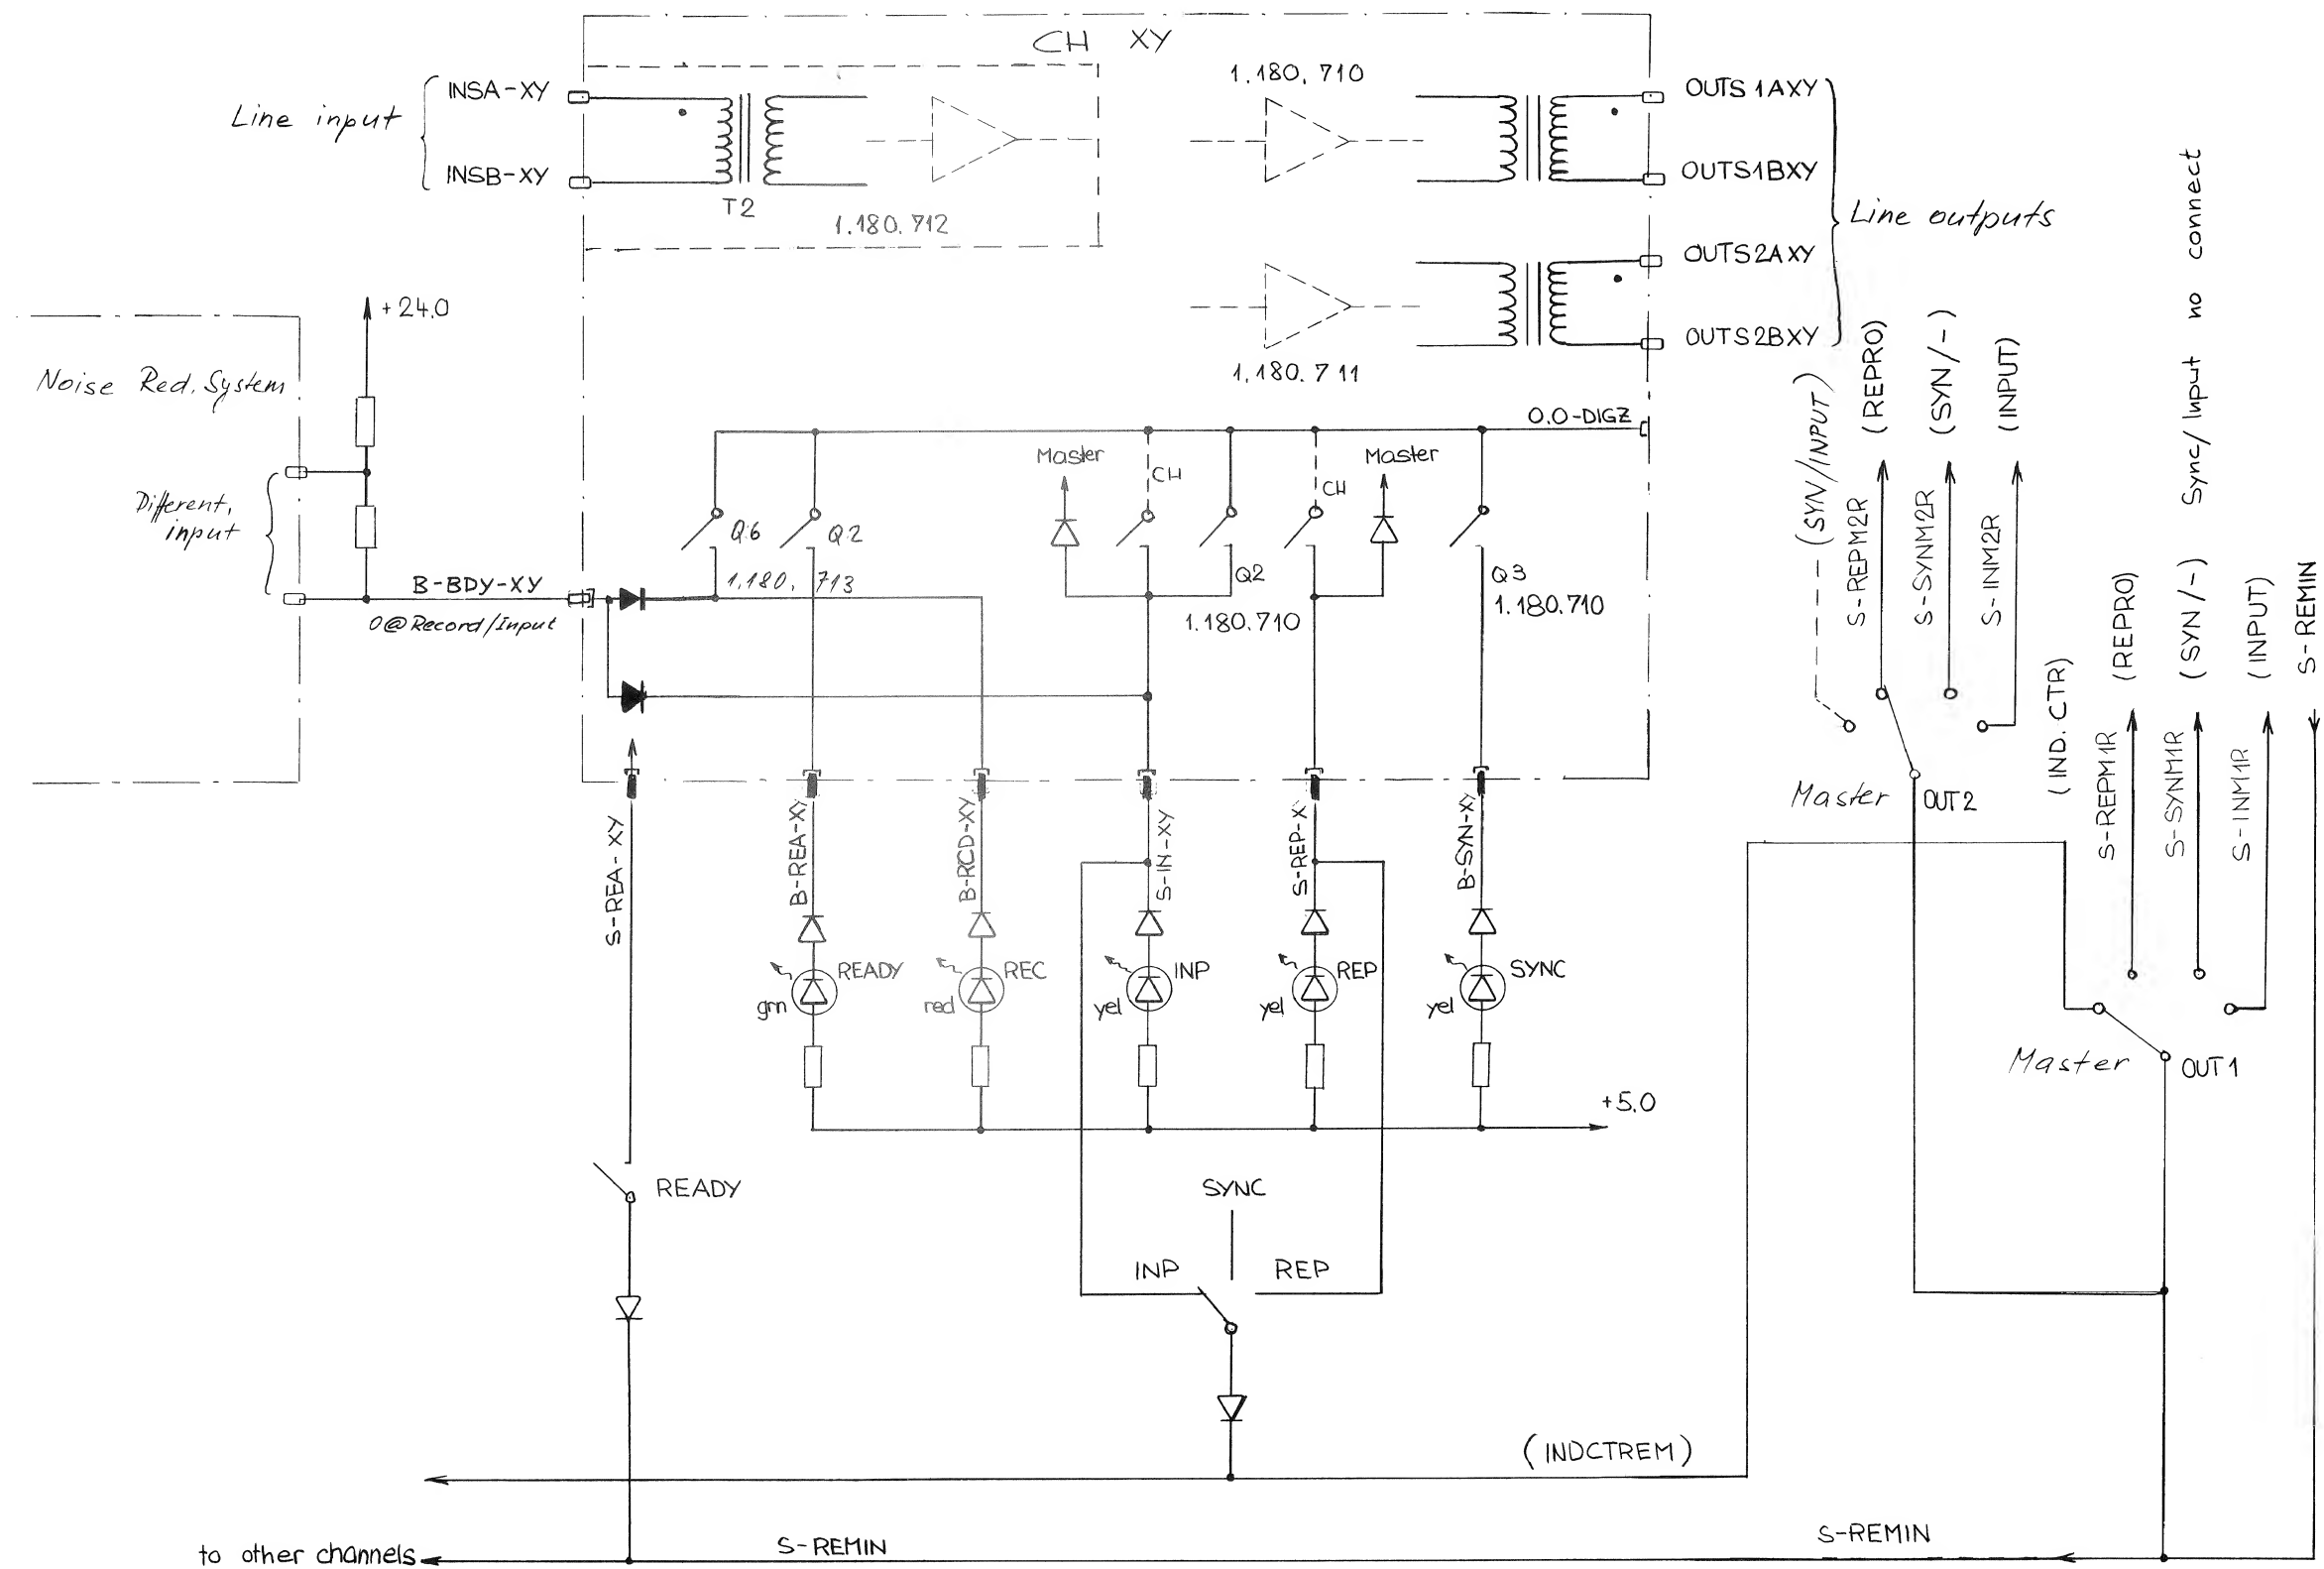 CH XY
Line input
INSA-XY
INSB-XY
T2
1.180.712
1.180.710
1.180.711
OUTS1AXY
OUTS1BXY
OUTS2AXY
OUTS2BXY
Line outputs
+24.0
Noise Red. System
Different.
input
B-BDY-XY
0@Record/Input
0.0-DIGZ
Q6
Q2
1.180. 713
Master
CH
Q2
1.180.710
CH
Master
Q3
1.180.710
(SYN/INPUT)
(REPRO)
(SYN/-)
(INPUT)
S-REPM2R
S-SYNM2R
S-INM2R
Sync/Input no connect
Master
OUT2
(IND. CTR)
(REPRO)
(SYN/-)
(INPUT)
S-REMIN
S-REPM1R
S-SYNM1R
S-INM1R
Master
OUT1
S-REA-XY
B-REA-XY
B-RCD-XY
S-IN-XY
S-REP-X
B-SYN-XY
READY
grn
REC
red
INP
yel
REP
yel
SYNC
yel
+5.0
READY
SYNC
INP
REP
(INDCTREM)
S-REMIN
S-REMIN
to other channels